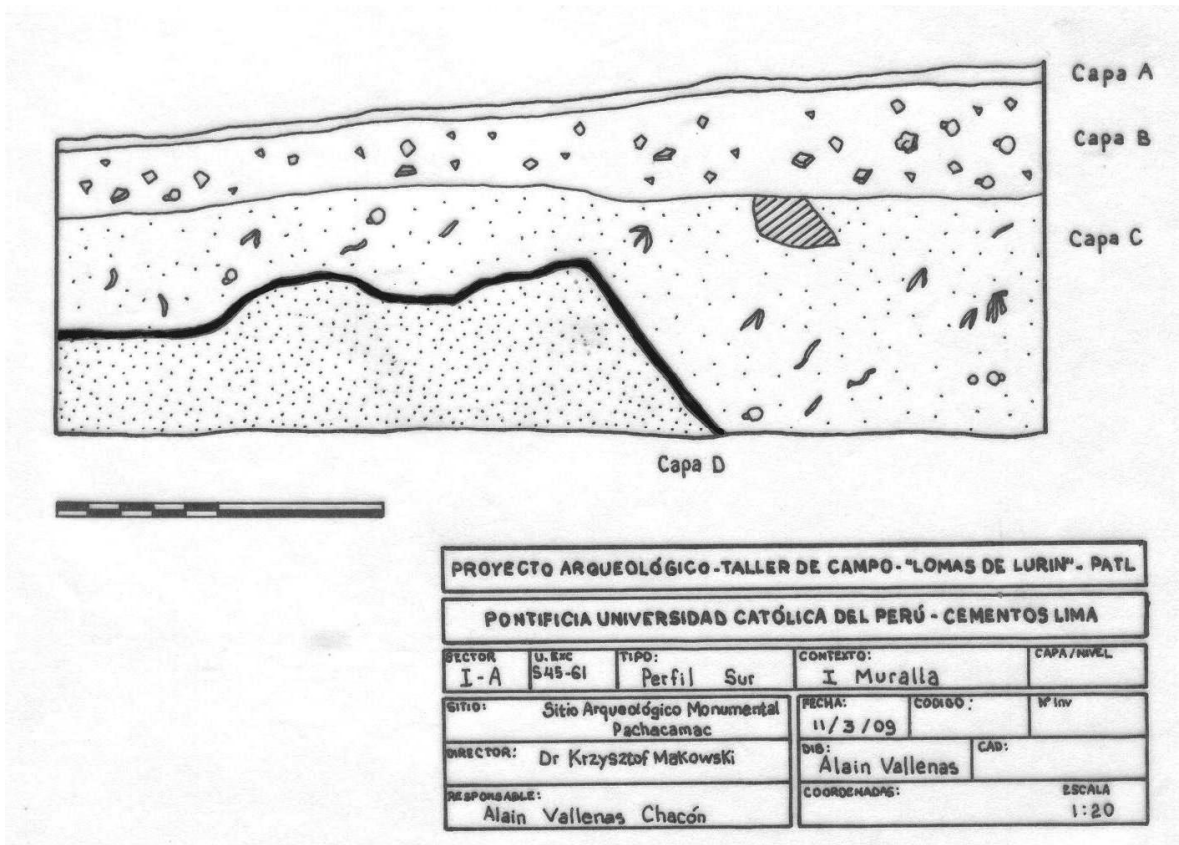 Capa A
Capa B
Capa C
Capa D
PROYECTO ARQUEOLÓGICO-TALLER DE CAMPO-"LOMAS DE LURIN"- PATL
PONTIFICIA UNIVERSIDAD CATÓLICA DEL PERÚ - CEMENTOS LIMA
SECTOR
I-A
U. EXC
S45-61
TIPO:
Perfil Sur
CONTEXTO:
I Muralla
CAPA/NIVEL
SITIO:
Sitio Arqueológico Monumental
Pachacamac
FECHA:
11/3/09
CODIGO:
Nº Inv
DIRECTOR:
Dr Krzysztof Makowski
DIB:
Alain Vallenas
CAD:
RESPONSABLE:
Alain Vallenas Chacón
COORDENADAS:
ESCALA
1:20